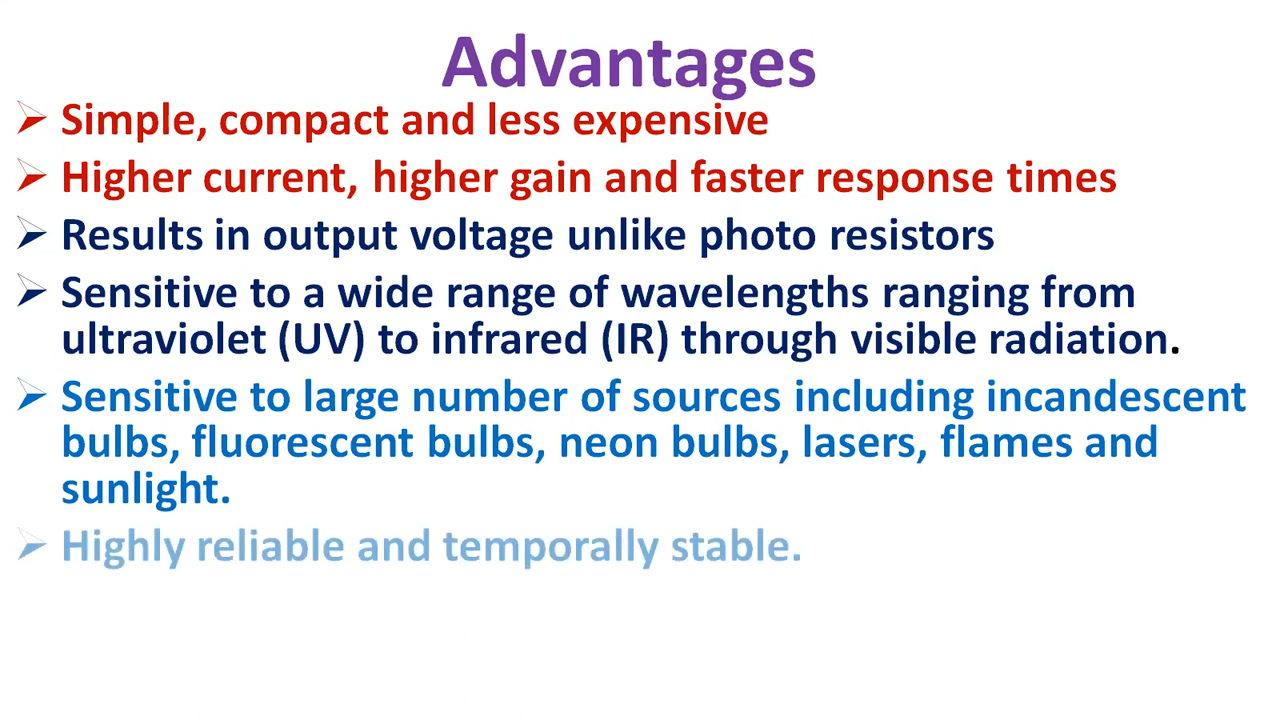 Advantages
Simple, compact and less expensive
Higher current, higher gain and faster response times
Results in output voltage unlike photo resistors
Sensitive to a wide range of wavelengths ranging from
ultraviolet (UV) to infrared (IR) through visible radiation.
Sensitive to large number of sources including incandescent
bulbs, fluorescent bulbs, neon bulbs, lasers, flames and
sunlight.
Highly reliable and temporally stable.